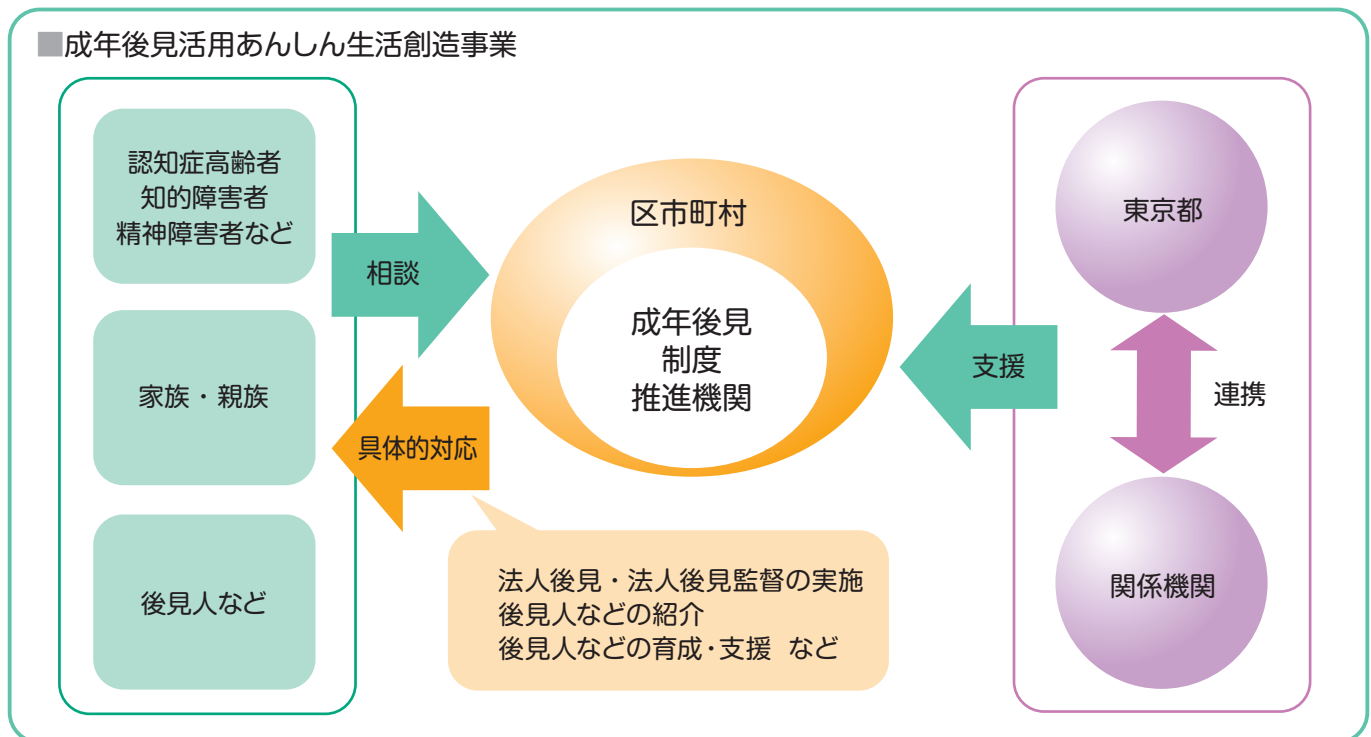 ■成年後見活用あんしん生活創造事業
認知症高齢者
知的障害者
精神障害者など
家族・親族
後見人など
相談
具体的対応
区市町村
成年後見
制度
推進機関
法人後見・法人後見監督の実施
後見人などの紹介
後見人などの育成・支援 など
支援
東京都
連携
関係機関